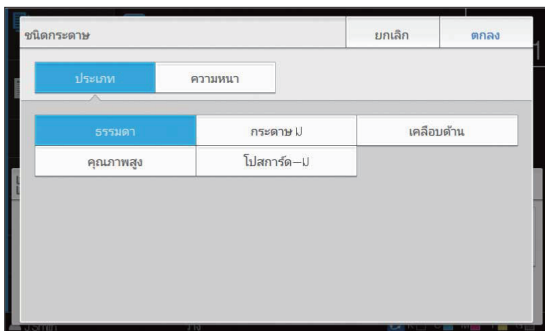 ชนิดกระดาษ ยกเลิก ตกลง
ประเภท ความหนา
ธรรมดา กระดาษ IJ เคลือบด้าน
คุณภาพสูง โปสการ์ด-IJ